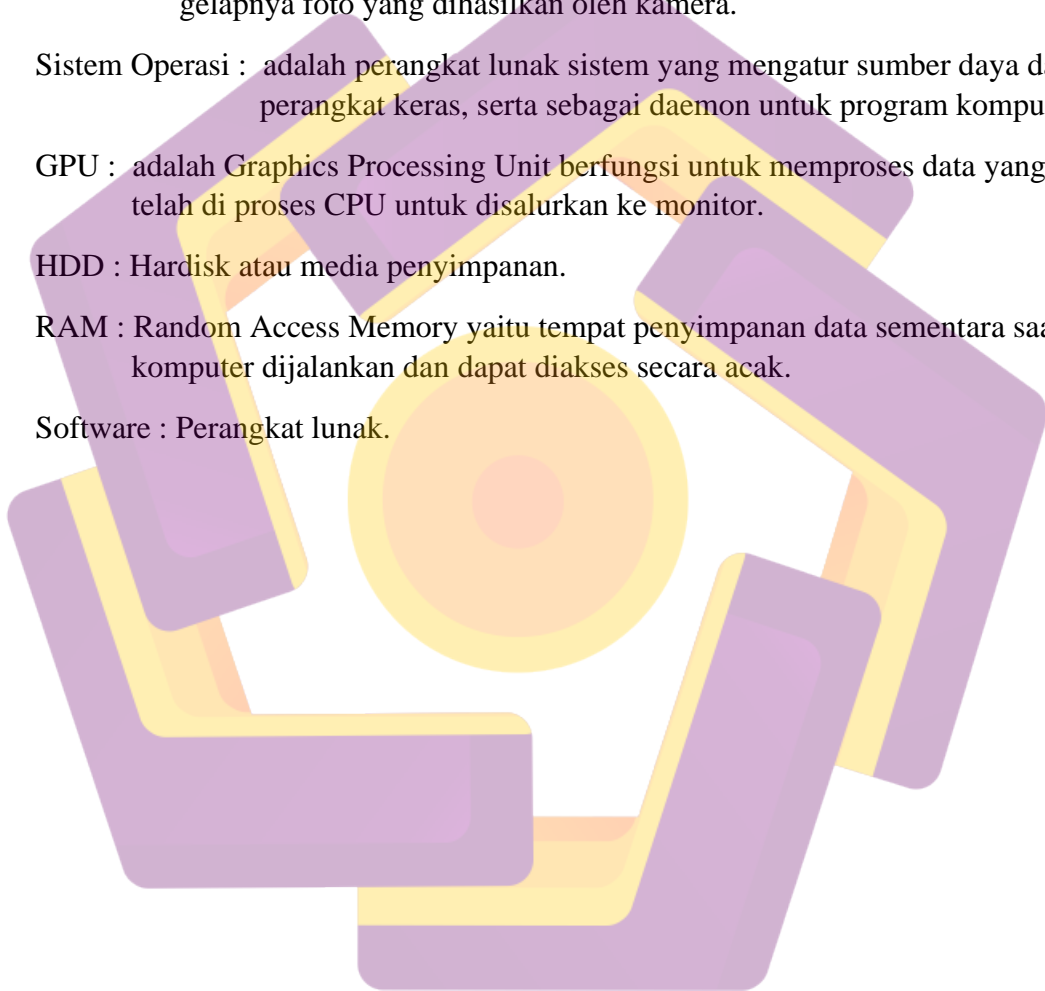 gelapnya foto yang dihasilkan oleh kamera.
Sistem Operasi : adalah perangkat lunak sistem yang mengatur sumber daya
perangkat keras, serta sebagai daemon untuk program
GPU : adalah Graphics Processing Unit berfungsi untuk memproses data yang
telah di proses CPU untuk disalurkan ke monitor.
HDD : Hardisk atau media penyimpanan.
RAM : Random Access Memory yaitu tempat penyimpanan data sementara
komputer dijalankan dan dapat diakses secara acak.
Software : Perangkat lunak.